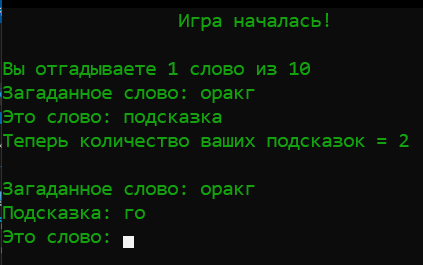 Игра началась!
Вы отгадываете 1 слово из 10
Загаданное слово: оракг
Это слово: подсказка
Теперь количество ваших подсказок = 2
Загаданное слово: оракг
Подсказка: го
Это слово: